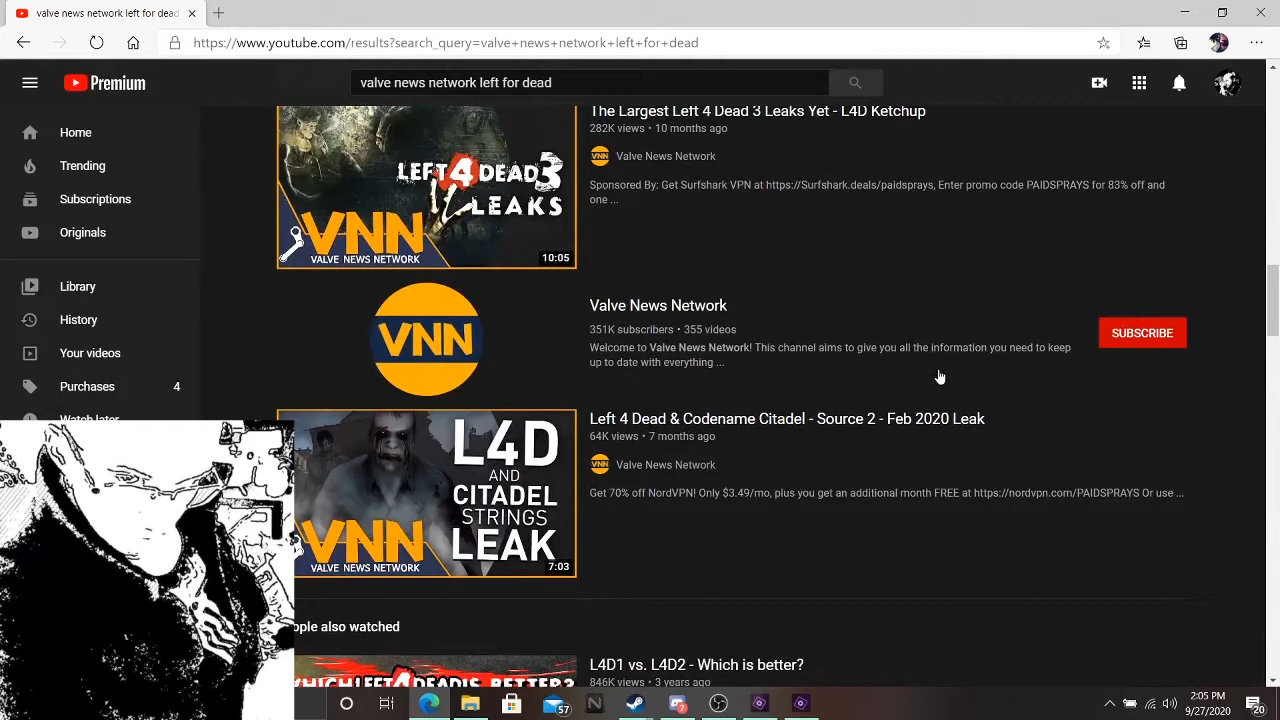 valve news network left for dead
https://www.youtube.com/results?search_query=valve+news+network+left+for+dead
Premium
valve news network left for dead
Home
Trending
Subscriptions
Originals
Library
History
Your videos
Purchases 4
Watch later
LEFT 4 DEAD 3
LEAKS
VNN
VALVE NEWS NETWORK
10:05
The Largest Left 4 Dead 3 Leaks Yet - L4D Ketchup
282K views • 10 months ago
VNN Valve News Network
Sponsored By: Get Surfshark VPN at https://Surfshark.deals/paidsprays, Enter promo code PAIDSPRAYS for 83% off and
one ...
VNN
Valve News Network
351K subscribers • 355 videos
Welcome to Valve News Network! This channel aims to give you all the information you need to keep
up to date with everything ...
SUBSCRIBE
L4D
AND
CITADEL
STRINGS
LEAK
VNN
VALVE NEWS NETWORK
7:03
Left 4 Dead & Codename Citadel - Source 2 - Feb 2020 Leak
64K views • 7 months ago
VNN Valve News Network
Get 70% off NordVPN! Only $3.49/mo, plus you get an additional month FREE at https://nordvpn.com/PAIDSPRAYS Or use ...
ople also watched
L4D1 vs. L4D2 - Which is better?
846K views • 3 years ago
57
N
7
2:05 PM
9/27/2020